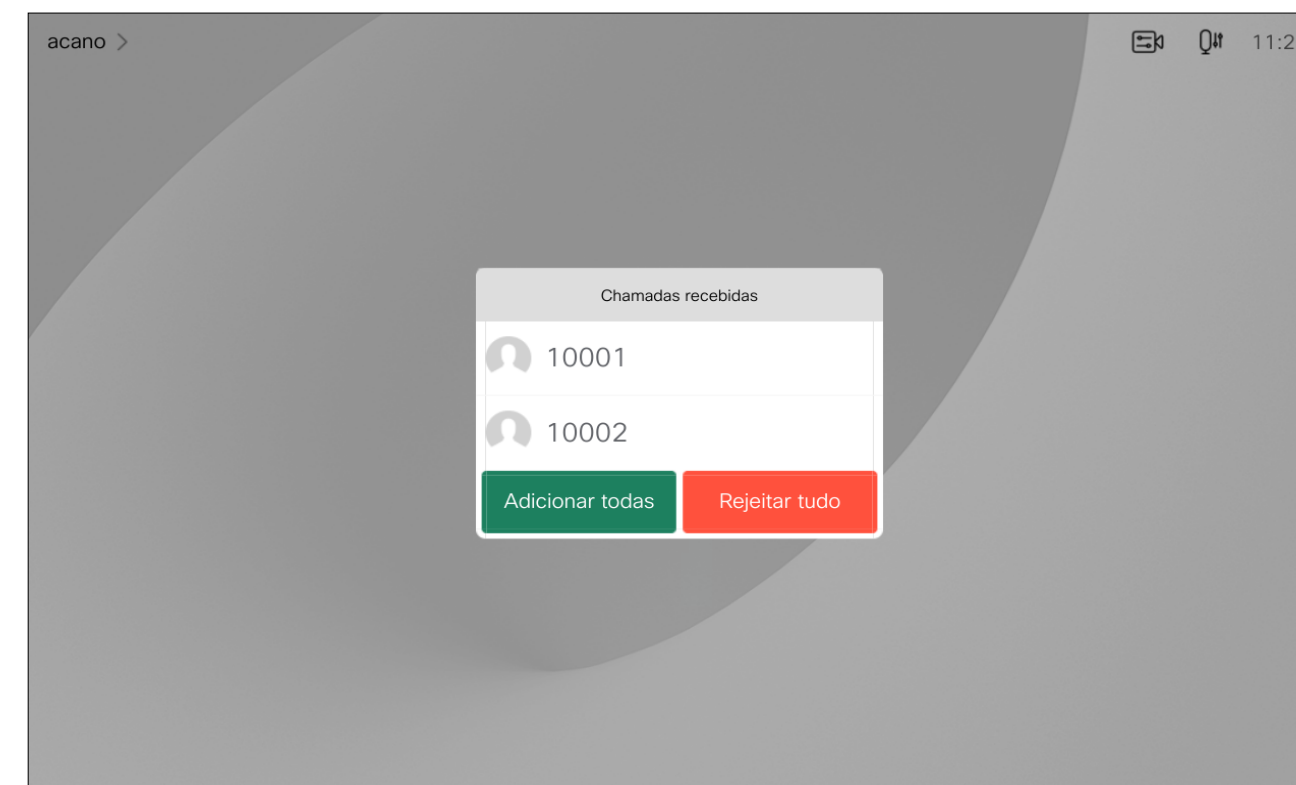 acano >
11:2
Chamadas recebidas
10001
10002
Adicionar todas
Rejeitar tudo